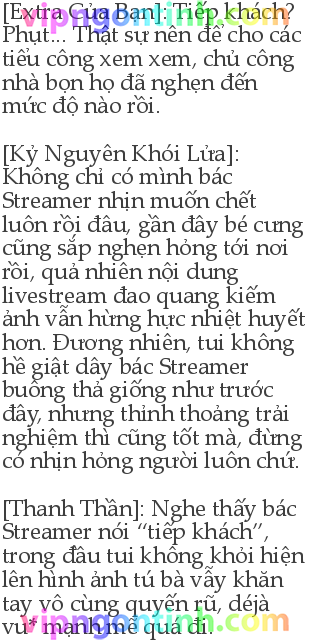 [Extra Của Bạn]: Tiếp khách?
Phụt... Thật sự nên để cho các
tiểu công xem xem, chủ công
nhà bọn họ đã nghẹn đến
mức độ nào rồi.

[Kỷ Nguyên Khói Lửa]:
Không chỉ có mình bác
Streamer nhịn muốn chết
luôn rồi đâu, gần đây bé cưng
cũng sắp nghẹn hỏng tới nơi
rồi, quả nhiên nội dung
livestream đao quang kiếm
ảnh vẫn hừng hực nhiệt huyết
hơn. Đương nhiên, tui không
hề giật dây bác Streamer
buông thả giống như trước
đây, nhưng thỉnh thoảng trải
nghiệm thì cũng tốt mà, đừng
có nhịn hỏng người luôn chứ.

[Thanh Thần]: Nghe thấy bác
Streamer nói “tiếp khách”,
trong đầu tui không khỏi hiện
lên hình ảnh tú bà vẫy khăn
tay vô cùng quyến rũ, déjà
vu* mạnh mẽ quá đi.
vipngontinh.com
vipngontinh.com
vipngontinh.com